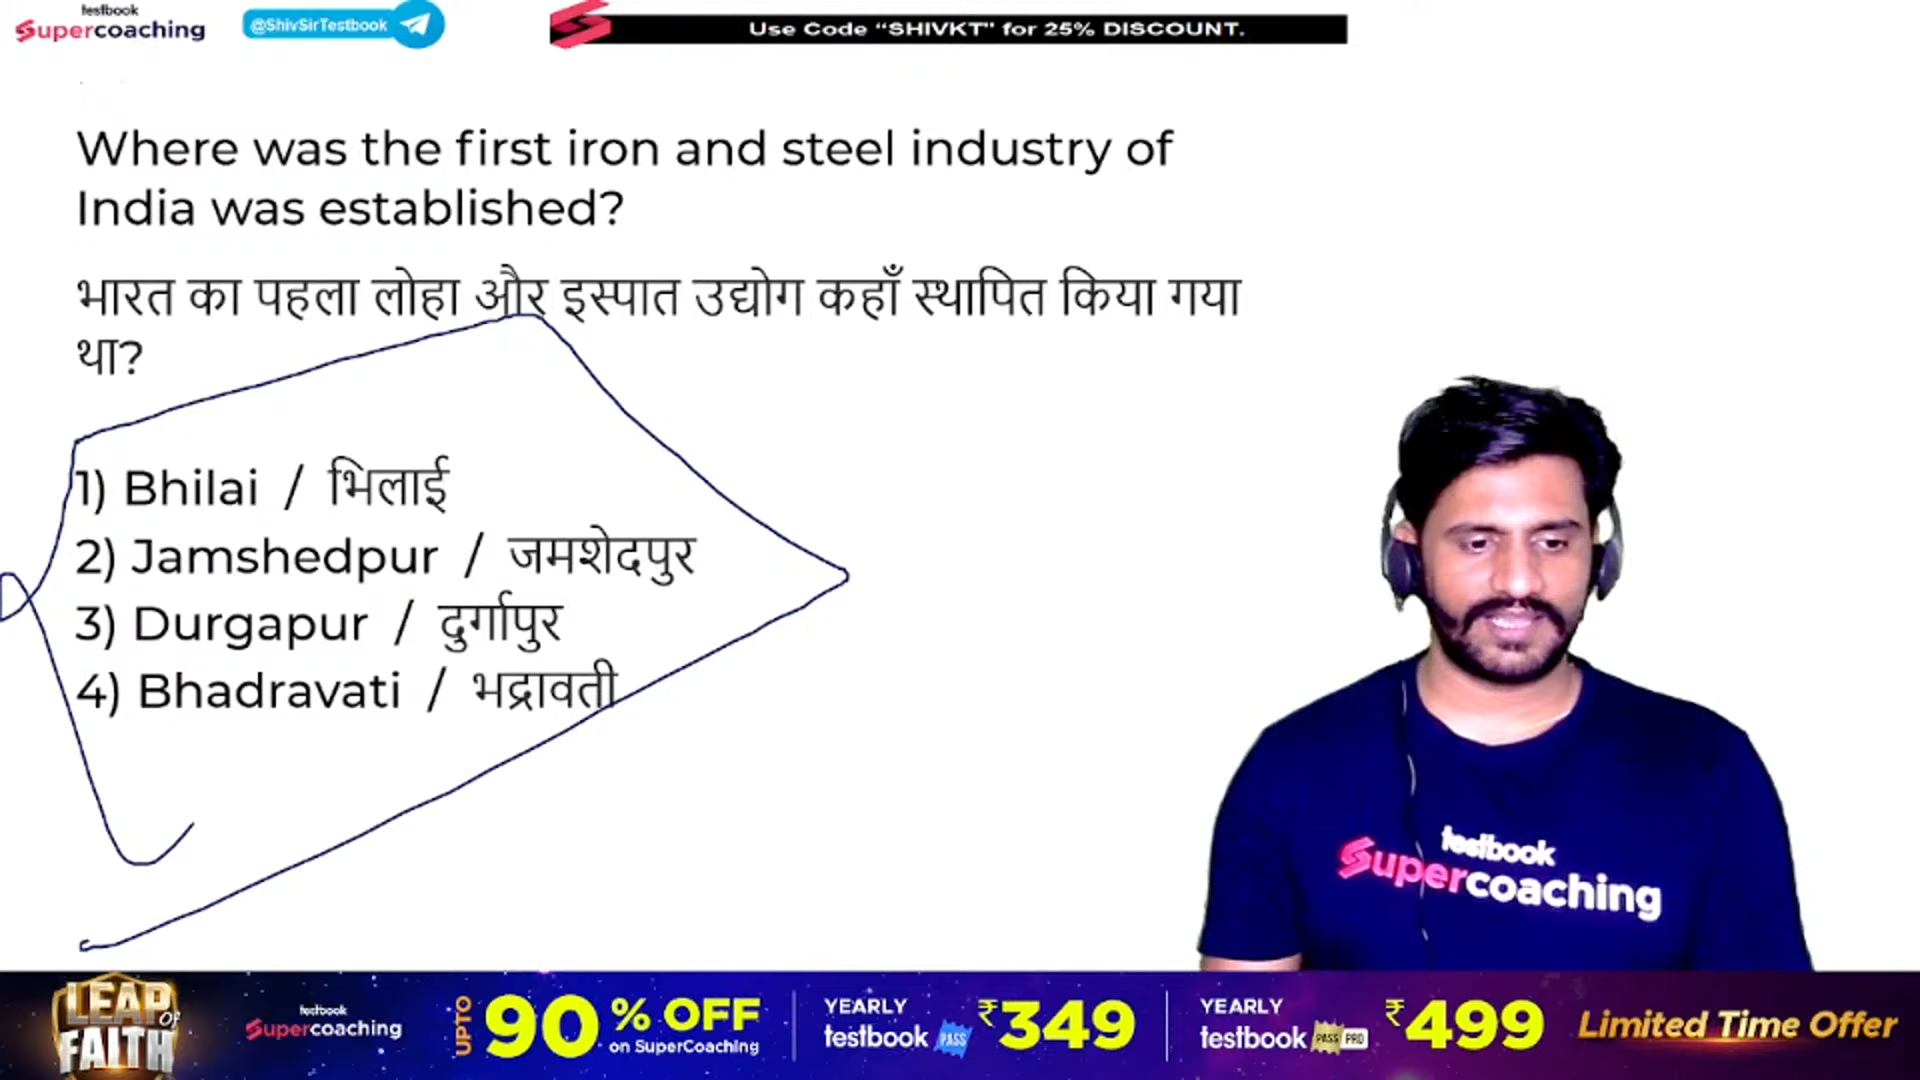 testbook
Supercoaching
@ShivSirTestbook
Use Code “SHIVKT" for 25% DISCOUNT.
Where was the first iron and steel industry of
India was established?
भारत का पहला लोहा और इस्पात उद्योग कहाँ स्थापित किया गया
था?
1) Bhilai / भिलाई
2) Jamshedpur / जमशेदपुर
3) Durgapur / दुर्गापुर
4) Bhadravati / भद्रावती
testbook
Supercoaching
LEAP OF
FAITH
testbook
Supercoaching
UPTO 90% OFF
on SuperCoaching
YEARLY
testbook PASS ₹349
YEARLY
testbook PASS PRO ₹499
Limited Time Offer